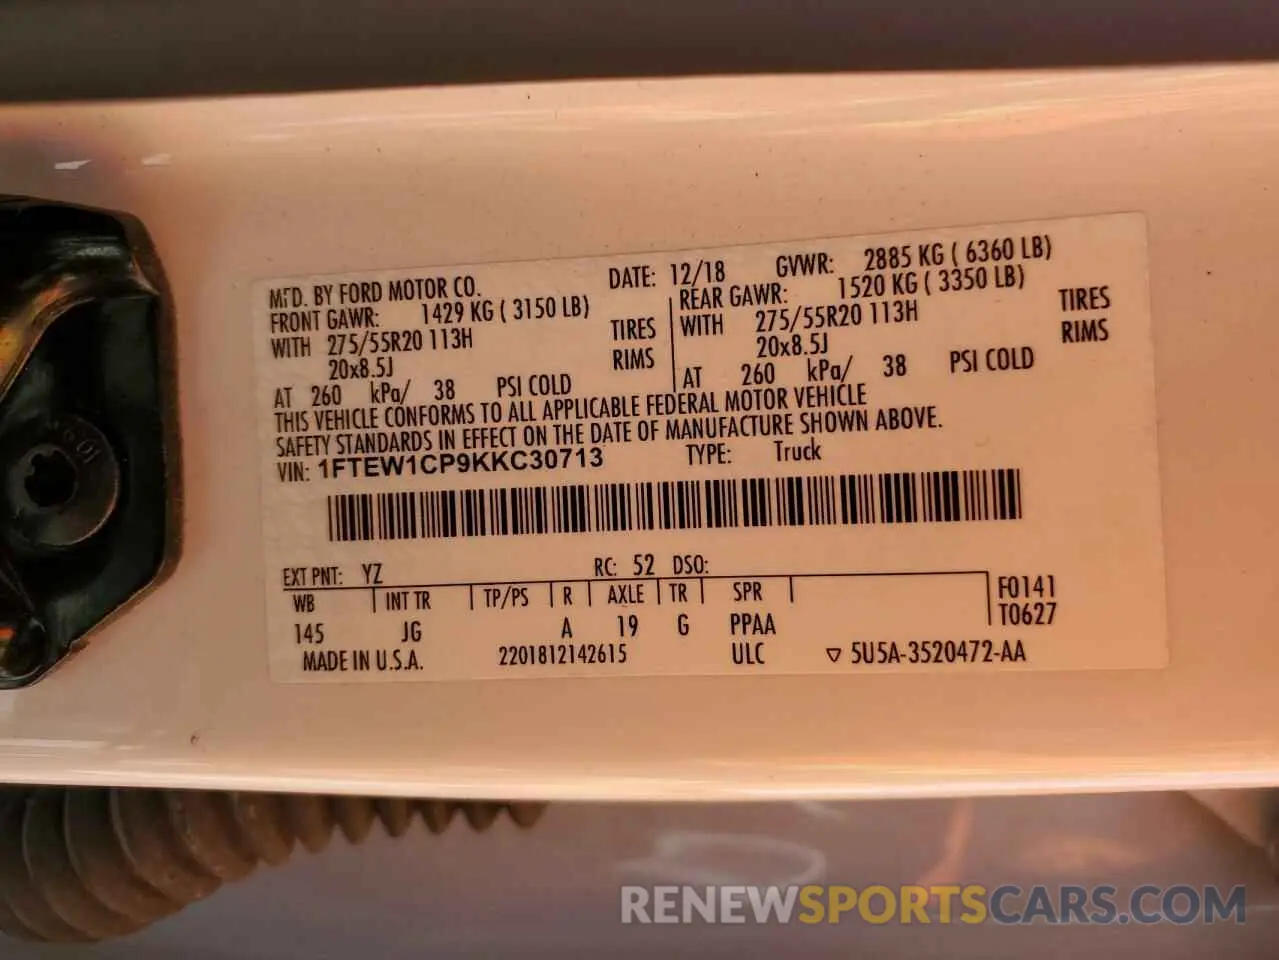 MFD. BY FORD MOTOR CO. DATE: 12/18 GVWR: 2885 KG ( 6360 LB)
FRONT GAWR: 1429 KG ( 3150 LB) REAR GAWR: 1520 KG ( 3350 LB)
WITH 275/55R20 113H TIRES WITH 275/55R20 113H TIRES
20x8.5J RIMS 20x8.5J RIMS
AT 260 kPa/ 38 PSI COLD AT 260 kPa/ 38 PSI COLD
THIS VEHICLE CONFORMS TO ALL APPLICABLE FEDERAL MOTOR VEHICLE
SAFETY STANDARDS IN EFFECT ON THE DATE OF MANUFACTURE SHOWN ABOVE.
VIN: 1FTEW1CP9KKC30713 TYPE: Truck
EXT PNT: YZ RC: 52 DSO:
WB INT TR TP/PS R AXLE TR SPR F0141
145 JG A 19 G PPAA T0627
MADE IN U.S.A. 2201812142615 ULC ▽ 5U5A-3520472-AA
RENEWSPORTSCARS.COM